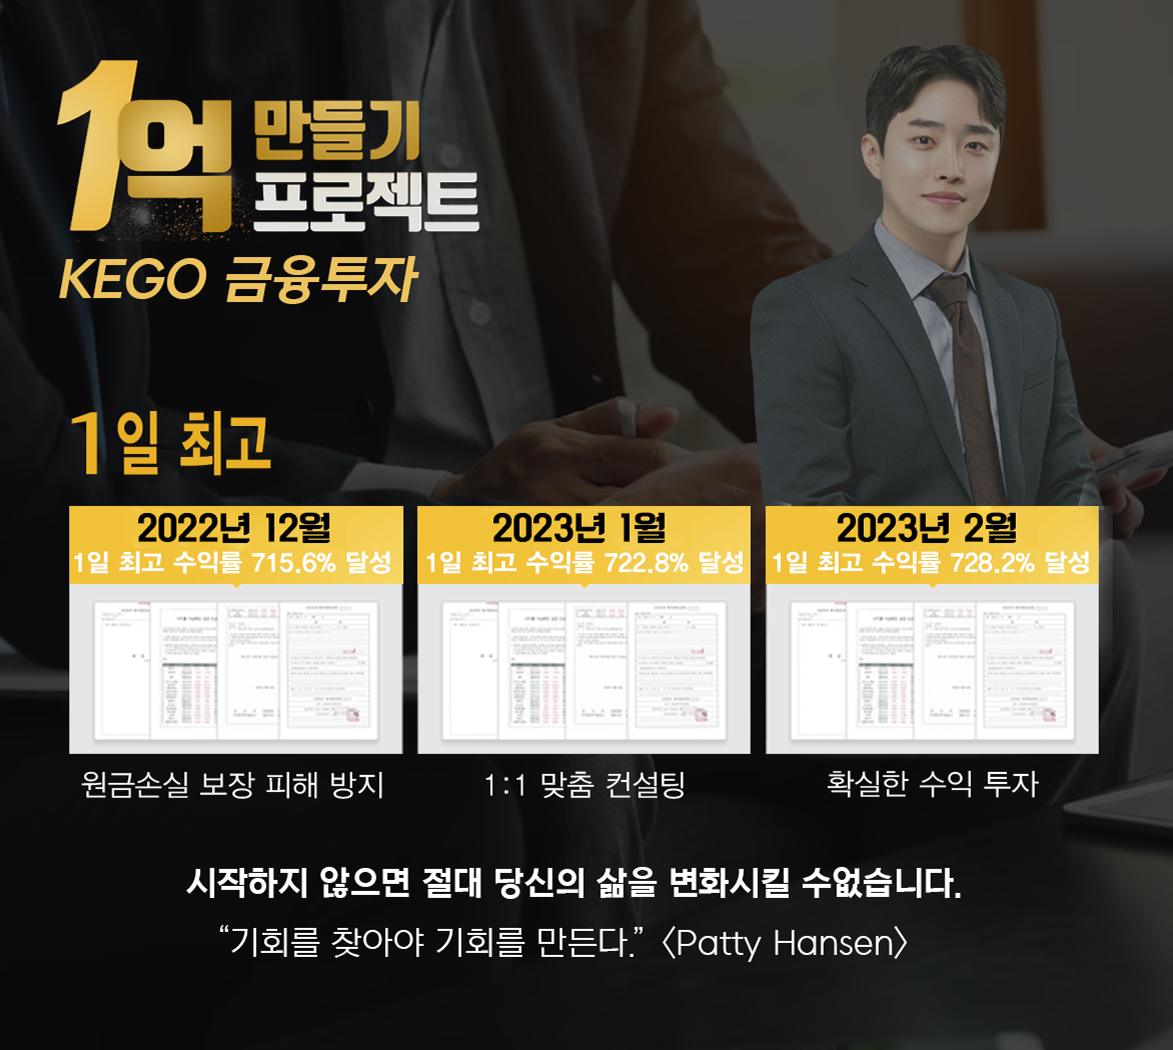 1억 만들기
프로젝트
KEGO 금융투자
1일 최고
2022년 12월
1일 최고 수익률 715.6% 달성
2023년 1월
1일 최고 수익률 722.8% 달성
2023년 2월
1일 최고 수익률 728.2% 달성
원금손실 보장 피해 방지
1:1 맞춤 컨설팅
확실한 수익 투자
시작하지 않으면 절대 당신의 삶을 변화시킬 수없습니다.
“기회를 찾아야 기회를 만든다.” <Patty Hansen>